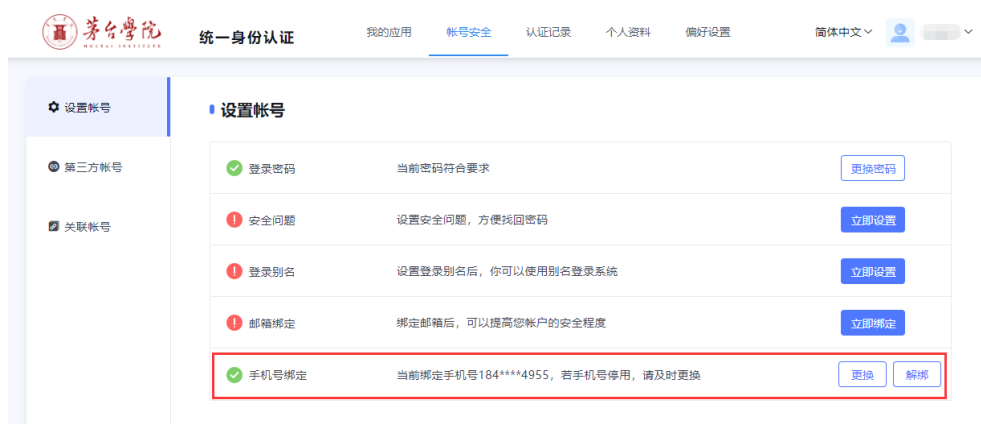 茅台學院
MOUTAI INSTITUTE
统一身份认证
我的应用 帐号安全 认证记录 个人资料 偏好设置 简体中文
设置帐号
第三方帐号
关联帐号
设置帐号
登录密码 当前密码符合要求 更换密码
安全问题 设置安全问题，方便找回密码 立即设置
登录别名 设置登录别名后，你可以使用别名登录系统 立即设置
邮箱绑定 绑定邮箱后，可以提高您帐户的安全程度 立即绑定
手机号绑定 当前绑定手机号184****4955，若手机号停用，请及时更换 更换 解绑